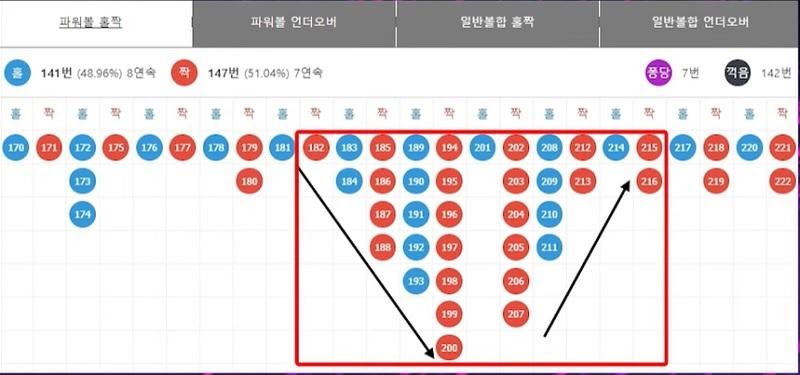 파워볼 홀짝 파워볼 언더오버 일반볼합 홀짝 일반볼합 언더오버
홀 141번 (48.96%) 8연속 짝 147번 (51.04%) 7연속 퐁당 7번 꺽음 142번
홀 짝 홀 짝 홀 짝 홀 짝 홀 짝 홀 짝 홀 짝 홀 짝 홀 짝 홀 짝 홀 짝 홀 짝
170 171 172 175 176 177 178 179 181 182 183 185 189 194 201 202 208 212 214 215 217 218 220 221
173 180 184 186 190 195 203 209 213 216 219 222
174 187 191 196 204 210
188 192 197 205 211
193 198 206
199 207
200